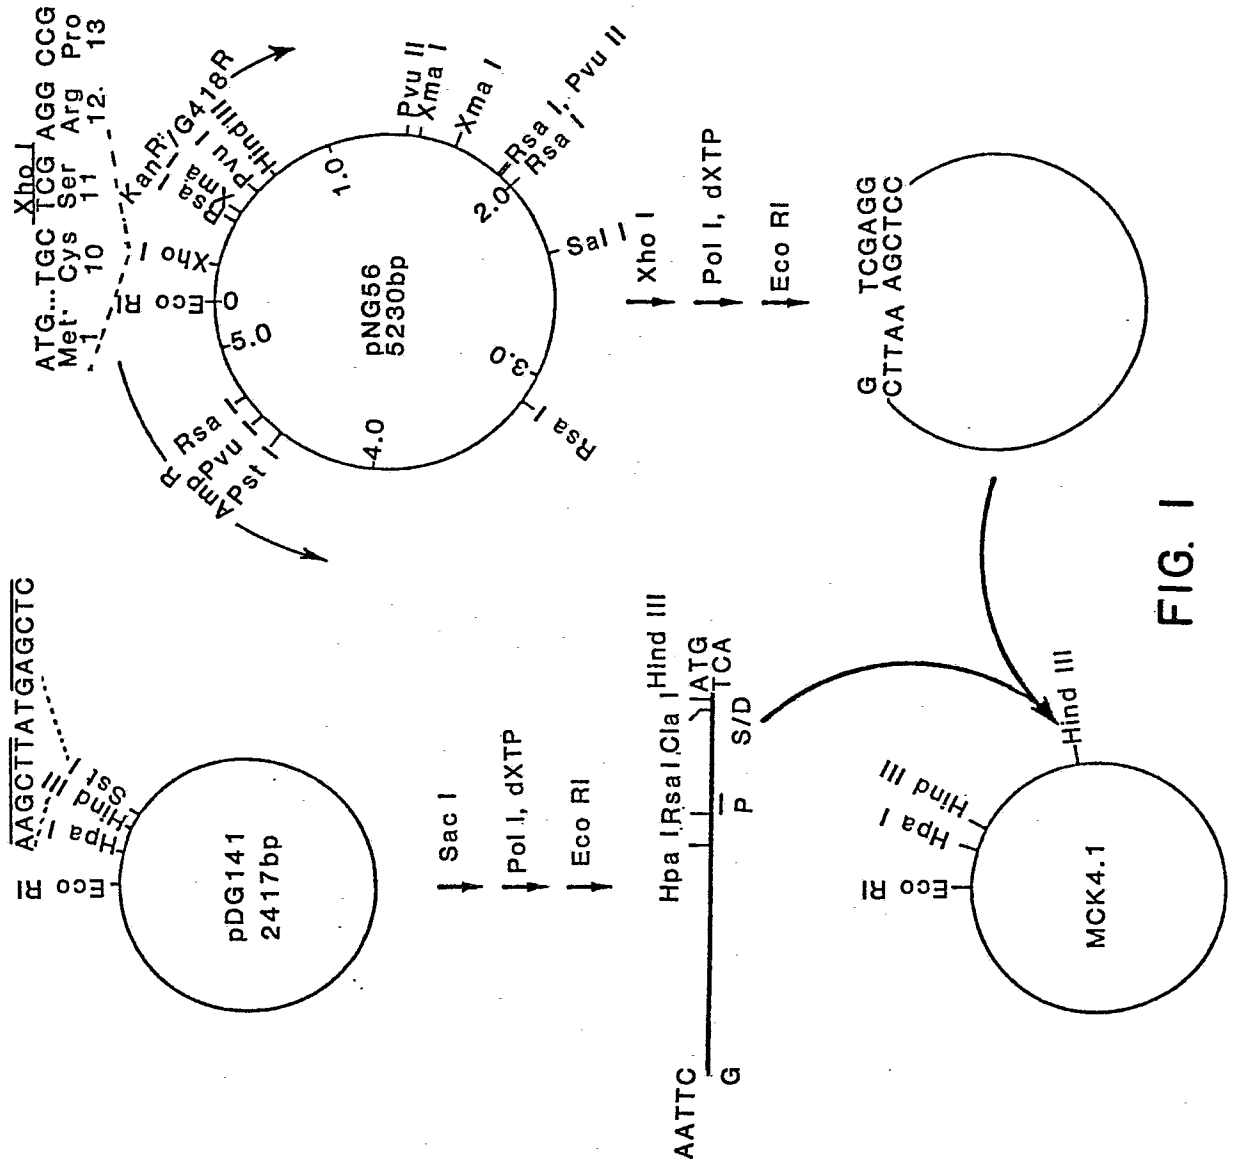 AAGCTTATGAGCTC
Eco RI
Hpa I
Hind III
Sst I
pDG141
2417bp
Sac I
Pol I, dXTP
Eco RI
AATTC
G
Hpa I
Rsa I
Cla I
Hind III
ATG
TCA
P
S/D
Eco RI
Hpa I
Hind III
Hind III
MCK4.1
Xho I
ATG...TGC TCG AGG CCG
Met Cys Ser Arg Pro
-1 10 11 12 13
AmpR
KanR/G418R
Pst I
Pvu I
Rsa I
Eco RI
Xho I
Rsa I
Xma I
Pvu I
Hind III
Pvu II
Xma I
Xma I
Rsa I, Pvu II
Rsa I
Sal I
Rsa I
0
1.0
2.0
3.0
4.0
5.0
pNG56
5230bp
Xho I
Pol I, dXTP
Eco RI
G TCGAGG
CTTAA AGCTCC
FIG. 1